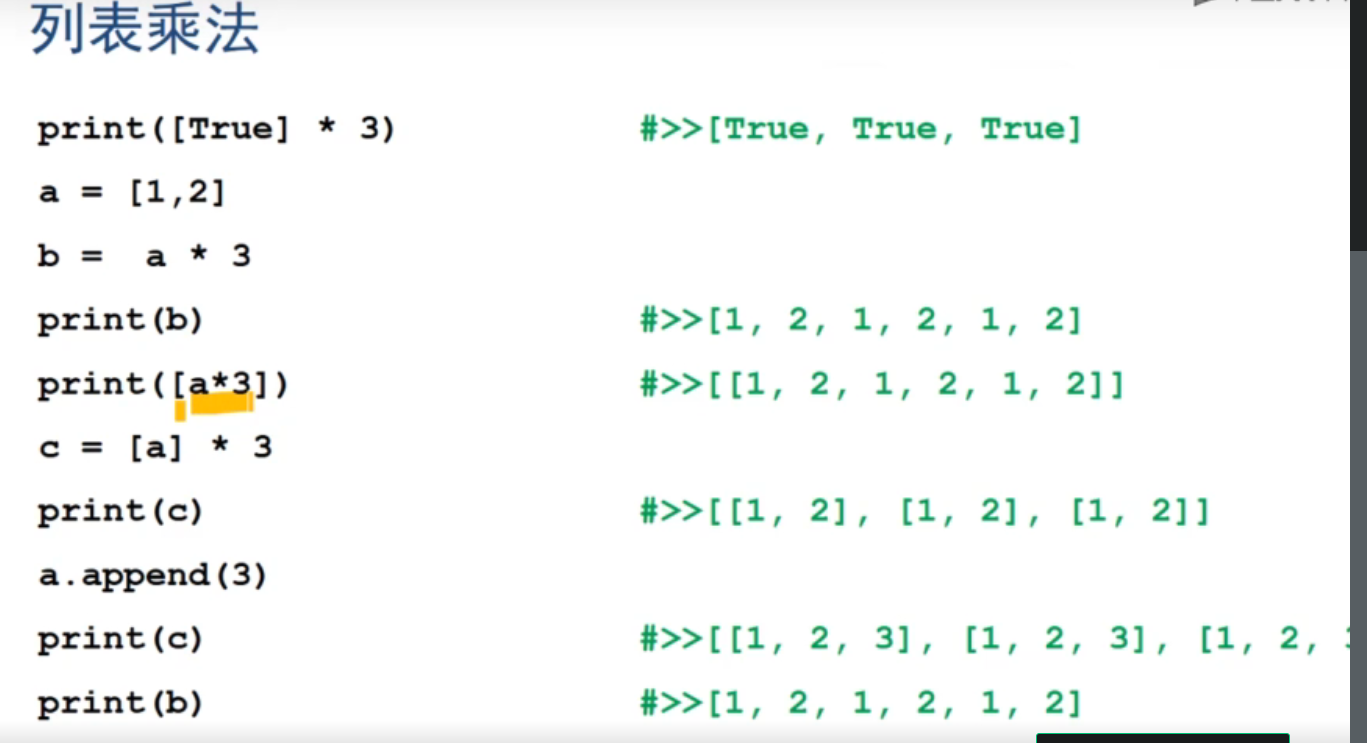 列表乘法
print([True] * 3) #>>[True, True, True]
a = [1,2]
b =  a * 3
print(b) #>>[1, 2, 1, 2, 1, 2]
print([a*3]) #>>[[1, 2, 1, 2, 1, 2]]
c = [a] * 3
print(c) #>>[[1, 2], [1, 2], [1, 2]]
a.append(3)
print(c) #>>[[1, 2, 3], [1, 2, 3], [1, 2,
print(b) #>>[1, 2, 1, 2, 1, 2]